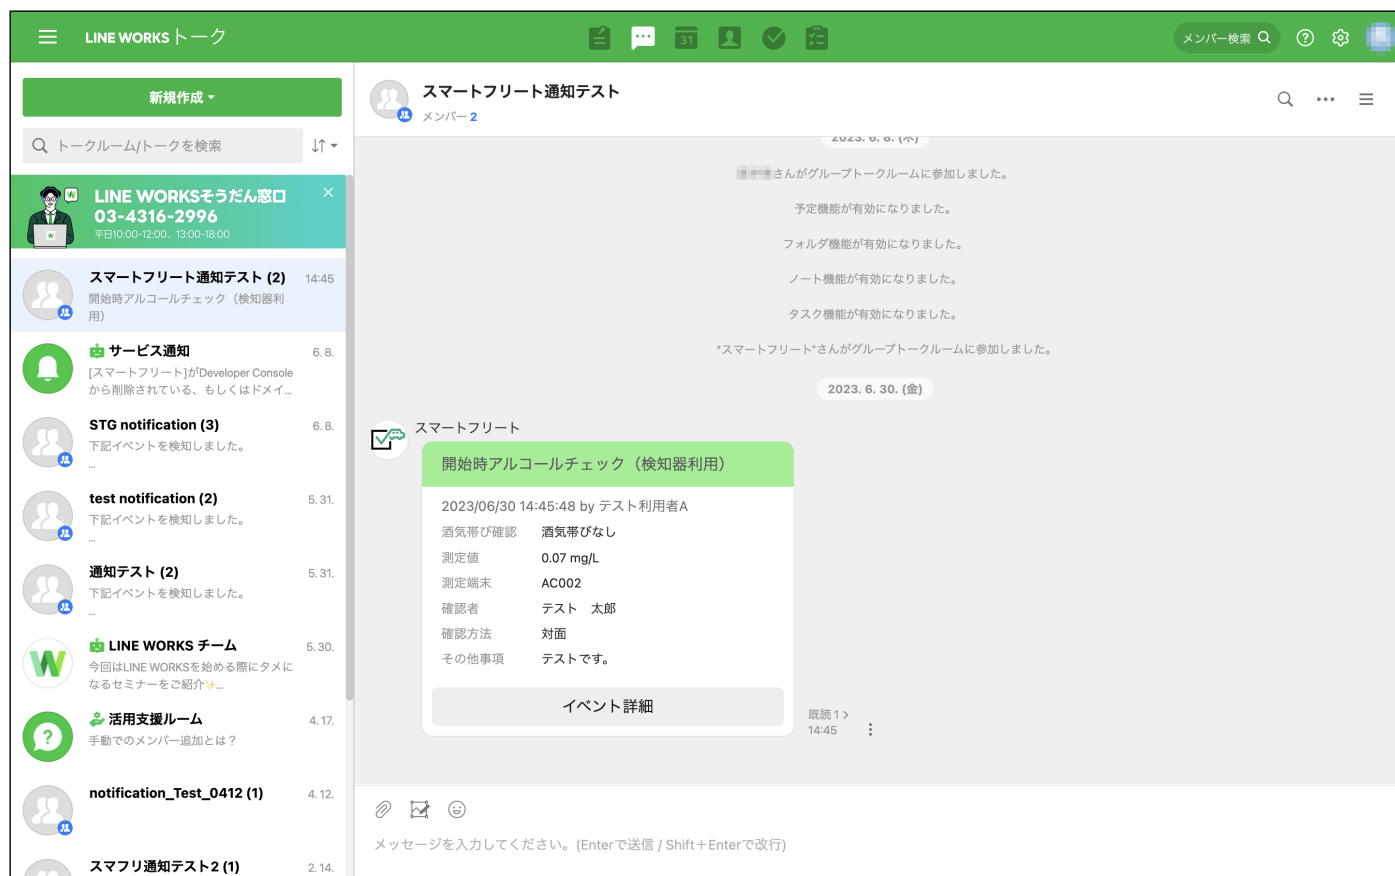 LINE WORKSトーク
31
メンバー検索
新規作成
トークルーム/トークを検索
LINE WORKSそうだん窓口
03-4316-2996
平日10:00-12:00、13:00-18:00
スマートフリート通知テスト (2)
14:45
開始時アルコールチェック（検知器利
用）
サービス通知
6. 8.
[スマートフリート]がDeveloper Console
から削除されている、もしくはドメイ...
STG notification (3)
6. 8.
下記イベントを検知しました。
...
test notification (2)
5. 31.
下記イベントを検知しました。
...
通知テスト (2)
5. 31.
下記イベントを検知しました。
...
LINE WORKS チーム
5. 30.
今回はLINE WORKSを始める際にタメに
なるセミナーをご紹介✨...
活用支援ルーム
4. 17.
手動でのメンバー追加とは？
notification_Test_0412 (1)
4. 12.
スマフリ通知テスト2 (1)
2. 14.
スマートフリート通知テスト
メンバー 2
2023. 6. 8. (木)
さんがグループトークルームに参加しました。
予定機能が有効になりました。
フォルダ機能が有効になりました。
ノート機能が有効になりました。
タスク機能が有効になりました。
"スマートフリート"さんがグループトークルームに参加しました。
2023. 6. 30. (金)
スマートフリート
開始時アルコールチェック（検知器利用）
2023/06/30 14:45:48 by テスト利用者A
酒気帯び確認 酒気帯びなし
測定値 0.07 mg/L
測定端末 AC002
確認者 テスト　太郎
確認方法 対面
その他事項 テストです。
イベント詳細
既読 1 >
14:45
メッセージを入力してください。(Enterで送信 / Shift＋Enterで改行)